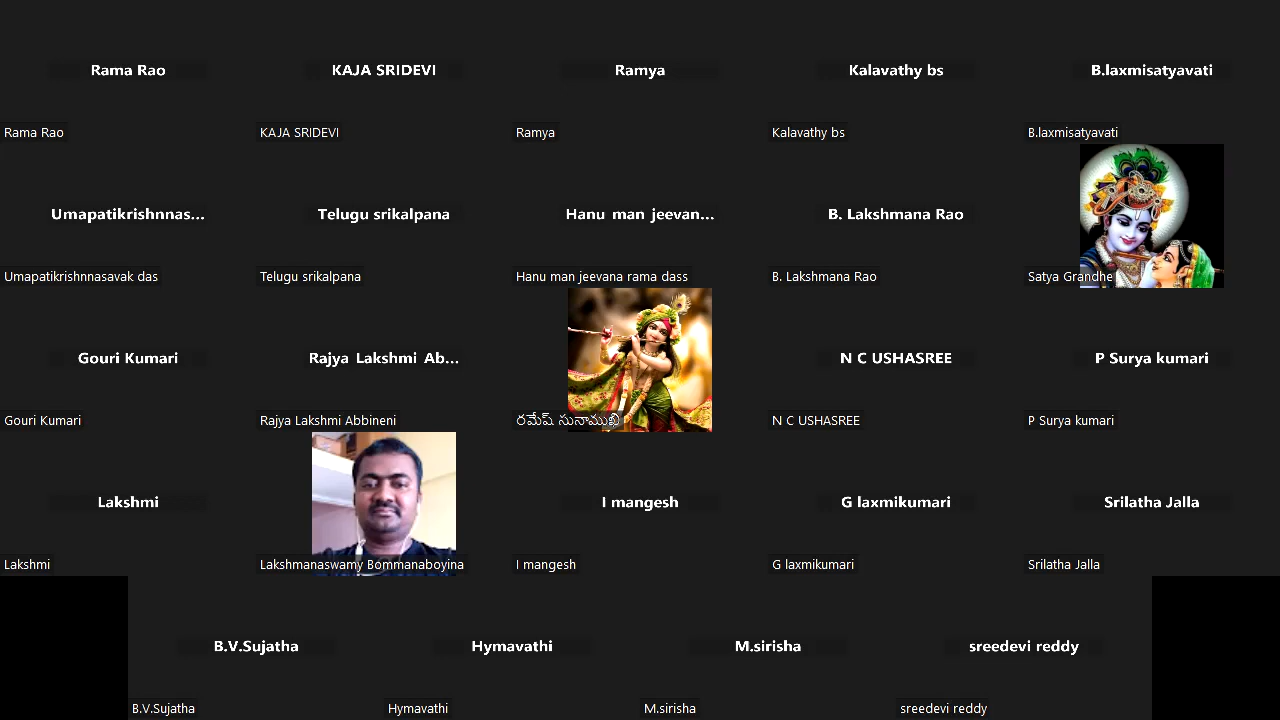 Rama Rao
KAJA SRIDEVI
Ramya
Kalavathy bs
B.laxmisatyavati
Rama Rao
KAJA SRIDEVI
Ramya
Kalavathy bs
B.laxmisatyavati
Umapatikrishnnas...
Telugu srikalpana
Hanu man jeevan...
B. Lakshmana Rao
Umapatikrishnnasavak das
Telugu srikalpana
Hanu man jeevana rama dass
B. Lakshmana Rao
Satya Grandhe
Gouri Kumari
Rajya Lakshmi Ab...
N C USHASREE
P Surya kumari
Gouri Kumari
Rajya Lakshmi Abbineni
రమేష్ సునాముఖి
N C USHASREE
P Surya kumari
Lakshmi
I mangesh
G laxmikumari
Srilatha Jalla
Lakshmi
Lakshmanaswamy Bommanaboyina
I mangesh
G laxmikumari
Srilatha Jalla
B.V.Sujatha
Hymavathi
M.sirisha
sreedevi reddy
B.V.Sujatha
Hymavathi
M.sirisha
sreedevi reddy